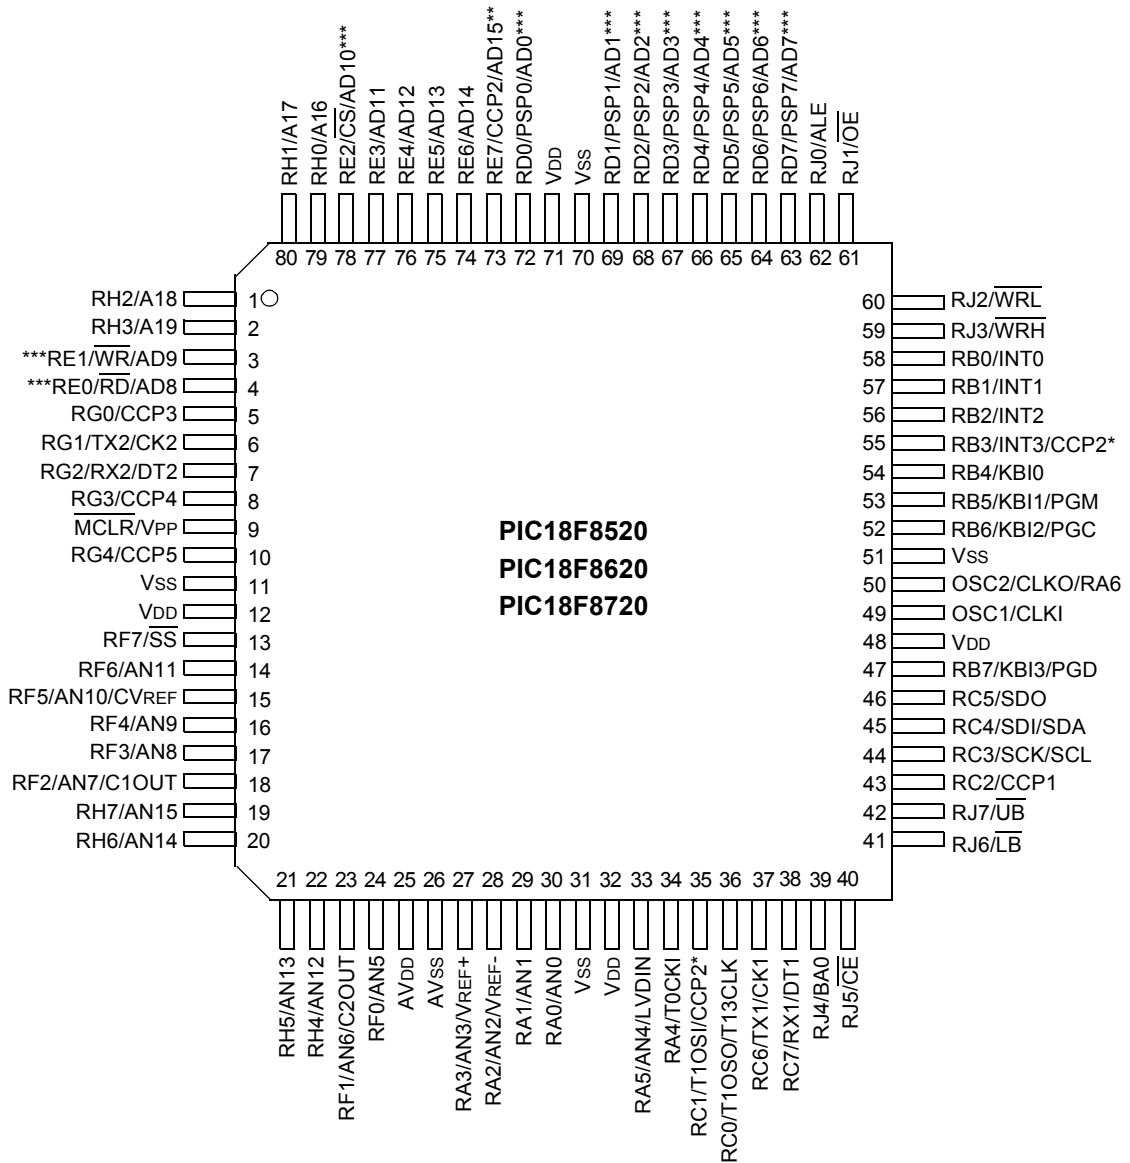 RH1/A17
RH0/A16
RE2/CS/AD10***
RE3/AD11
RE4/AD12
RE5/AD13
RE6/AD14
RE7/CCP2/AD15**
RD0/PSP0/AD0***
VDD
VSS
RD1/PSP1/AD1***
RD2/PSP2/AD2***
RD3/PSP3/AD3***
RD4/PSP4/AD4***
RD5/PSP5/AD5***
RD6/PSP6/AD6***
RD7/PSP7/AD7***
RJ0/ALE
RJ1/OE
80 79 78 77 76 75 74 73 72 71 70 69 68 67 66 65 64 63 62 61
RH2/A18 1
RH3/A19 2
***RE1/WR/AD9 3
***RE0/RD/AD8 4
RG0/CCP3 5
RG1/TX2/CK2 6
RG2/RX2/DT2 7
RG3/CCP4 8
MCLR/VPP 9
RG4/CCP5 10
VSS 11
VDD 12
RF7/SS 13
RF6/AN11 14
RF5/AN10/CVREF 15
RF4/AN9 16
RF3/AN8 17
RF2/AN7/C1OUT 18
RH7/AN15 19
RH6/AN14 20
PIC18F8520
PIC18F8620
PIC18F8720
60 RJ2/WRL
59 RJ3/WRH
58 RB0/INT0
57 RB1/INT1
56 RB2/INT2
55 RB3/INT3/CCP2*
54 RB4/KBI0
53 RB5/KBI1/PGM
52 RB6/KBI2/PGC
51 VSS
50 OSC2/CLKO/RA6
49 OSC1/CLKI
48 VDD
47 RB7/KBI3/PGD
46 RC5/SDO
45 RC4/SDI/SDA
44 RC3/SCK/SCL
43 RC2/CCP1
42 RJ7/UB
41 RJ6/LB
21 22 23 24 25 26 27 28 29 30 31 32 33 34 35 36 37 38 39 40
RH5/AN13
RH4/AN12
RF1/AN6/C2OUT
RF0/AN5
AVDD
AVSS
RA3/AN3/VREF+
RA2/AN2/VREF-
RA1/AN1
RA0/AN0
VSS
VDD
RA5/AN4/LVDIN
RA4/T0CKI
RC1/T1OSI/CCP2*
RC0/T1OSO/T13CLK
RC6/TX1/CK1
RC7/RX1/DT1
RJ4/BA0
RJ5/CE